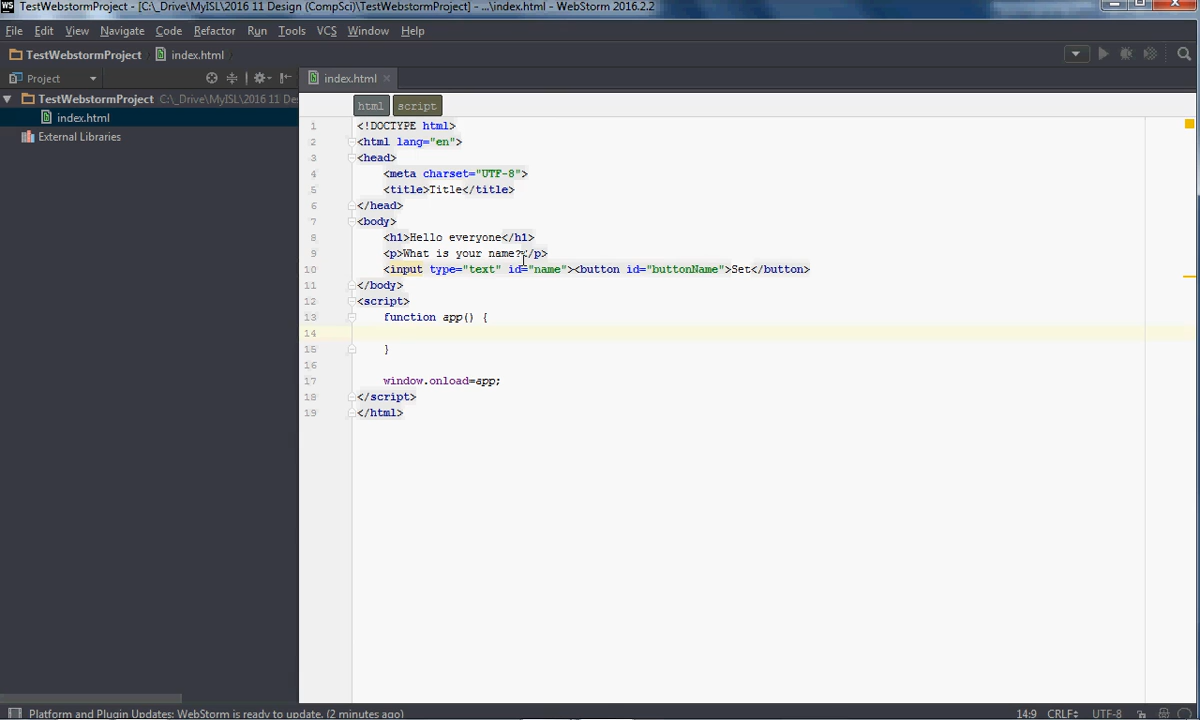 WS TestWebstormProject - [C:\_Drive\MyISL\2016 11 Design (CompSci)\TestWebstormProject] - ...\index.html - WebStorm 2016.2.2
File Edit View Navigate Code Refactor Run Tools VCS Window Help
TestWebstormProject index.html
Project index.html
TestWebstormProject C:\_Drive\MyISL\2016 11 De
index.html
External Libraries
html script
1 <!DOCTYPE html>
2 <html lang="en">
3 <head>
4 <meta charset="UTF-8">
5 <title>Title</title>
6 </head>
7 <body>
8 <h1>Hello everyone</h1>
9 <p>What is your name?</p>
10 <input type="text" id="name"><button id="buttonName">Set</button>
11 </body>
12 <script>
13 function app() {
14
15 }
16
17 window.onload=app;
18 </script>
19 </html>
Platform and Plugin Updates: WebStorm is ready to update. (2 minutes ago) 14:9 CRLF UTF-8